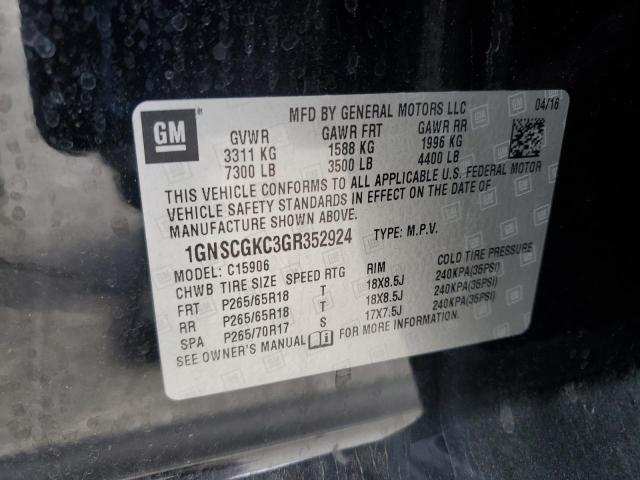 GM
MFD BY GENERAL MOTORS LLC 04/16
GVWR GAWR FRT GAWR RR
3311 KG 1588 KG 1996 KG
7300 LB 3500 LB 4400 LB
THIS VEHICLE CONFORMS TO ALL APPLICABLE U.S. FEDERAL MOTOR
VEHICLE SAFETY STANDARDS IN EFFECT ON THE DATE OF
MANUFACTURE SHOWN ABOVE.
1GNSCGKC3GR352924 TYPE: M.P.V.
MODEL: C15906
CHWB TIRE SIZE SPEED RTG RIM COLD TIRE PRESSURE
FRT P265/65R18 T 18X8.5J 240KPA(35PSI)
RR P265/65R18 T 18X8.5J 240KPA(35PSI)
SPA P265/70R17 S 17X7.5J 240KPA(35PSI)
SEE OWNER'S MANUAL FOR MORE INFORMATION.